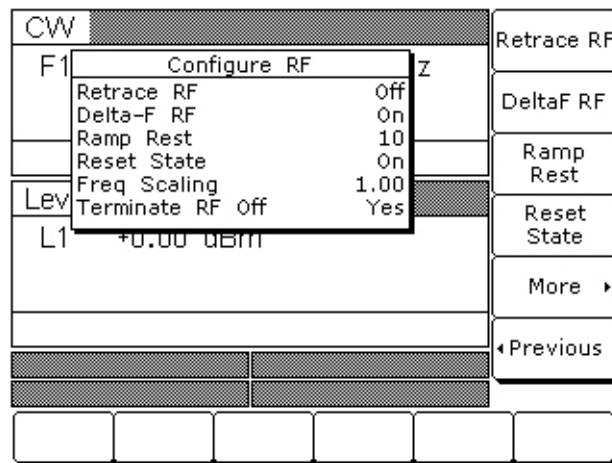 CW
F1 z
Configure RF
Retrace RF Off
Delta-F RF On
Ramp Rest 10
Reset State On
Freq Scaling 1.00
Terminate RF Off Yes
Lev
L1 +0.00 dBm
Retrace RF
DeltaF RF
Ramp
Rest
Reset
State
More
Previous